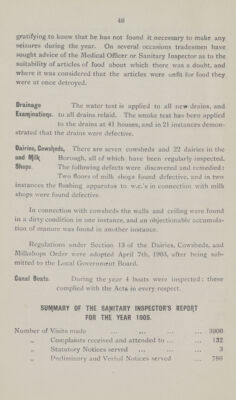 48
gratifying to know that he has not found it necessary to make any
seizures during the year. On several occasions tradesmen have
sought advice of the Medical Officer or Sanitary Inspector as to the
suitability of articles of food about which there was a doubt, and
where it was considered that the articles were unfit for food they
were at once detroyed.
Drainage The water test is applied to all new drains, and
Examinations. to all drains relaid. The smoke test has been applied
to the drains at 41 houses, and in 21 instances demon-
strated that the drains were defective.
Dairies, Cowsheds, There are seven cowsheds and 22 dairies in the
and Milk Borough, all of which have been regularly inspected.
Shops. The following defects were discovered and remedied:
Two floors of milk shops found defective, and in two
instances the flushing apparatus to w.c.'s in connection with milk
shops were found defective.
In connection with cowsheds the walls and ceiling were found
in a dirty condition in one instance, and an objectionable accumula-
tion of manure was found in another instance.
Regulations under Section 13 of the Dairies, Cowsheds, and
Milkshops Order were adopted April 7th, 1903, after being sub-
mitted to the Local Government Board.
Canal Boats. During the year 4 boats were inspected: these
complied with the Acts in every respect.
SUMMARY OF THE SANITARY INSPECTOR'S REPORT
FOR THE YEAR 1905.
Number of Visits made ... ... ... ... 3900
„ Complaints received and attended to ... ... 132
„ Statutory Notices served ... ... ... 3
„ Preliminary and Verbal Notices served ... 786